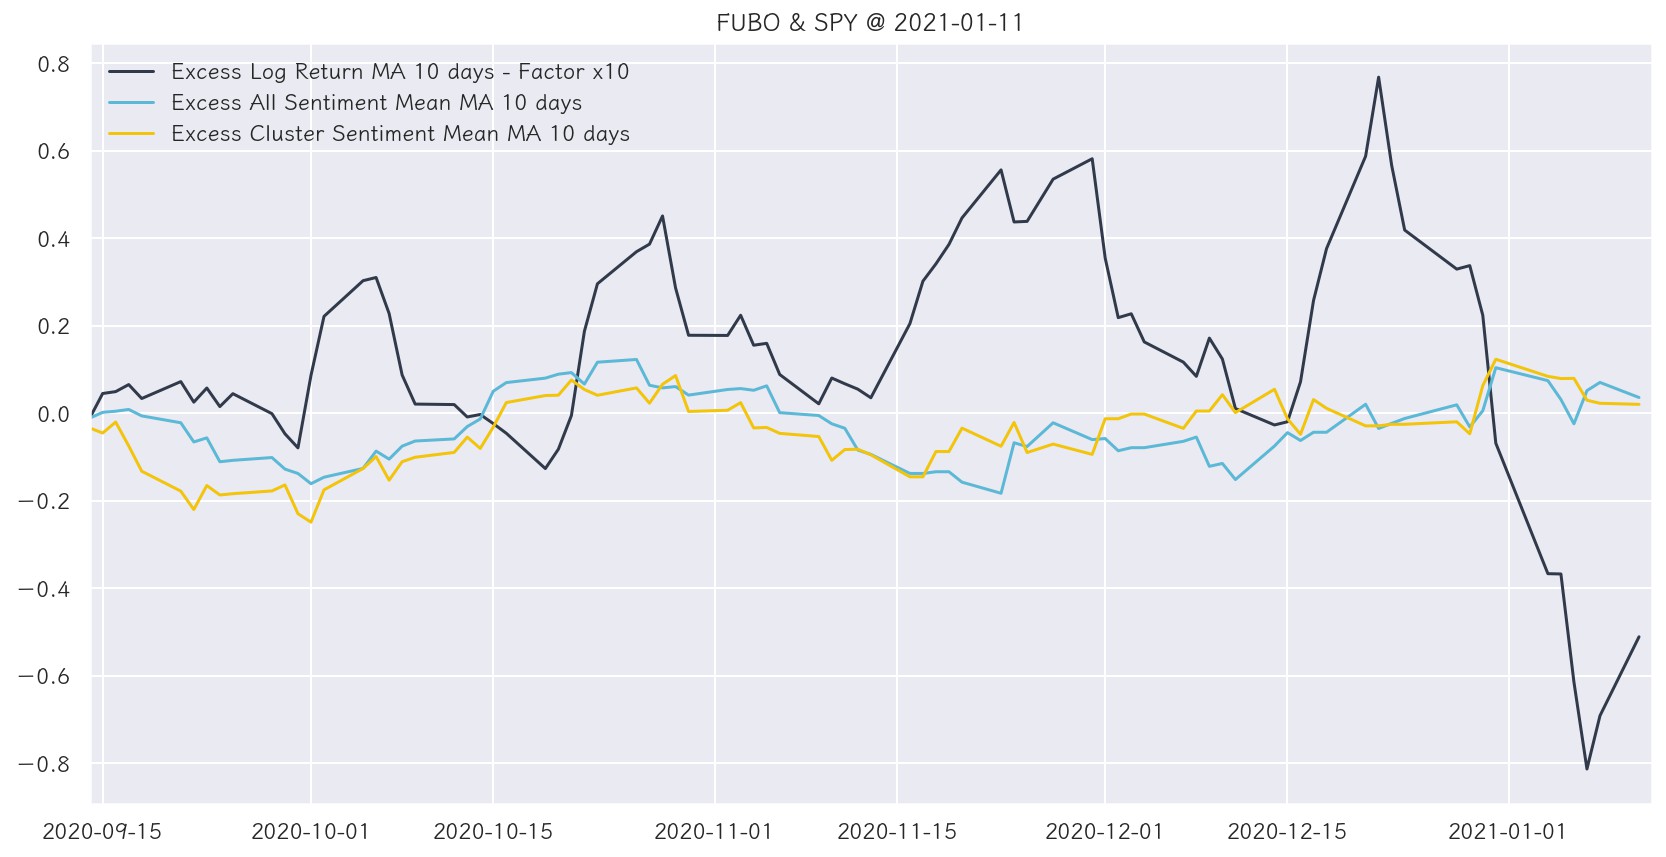 FUBO & SPY @ 2021-01-11
Excess Log Return MA 10 days - Factor x10
Excess All Sentiment Mean MA 10 days
Excess Cluster Sentiment Mean MA 10 days
0.8
0.6
0.4
0.2
0.0
−0.2
−0.4
−0.6
−0.8
2020-09-15 2020-10-01 2020-10-15 2020-11-01 2020-11-15 2020-12-01 2020-12-15 2021-01-01